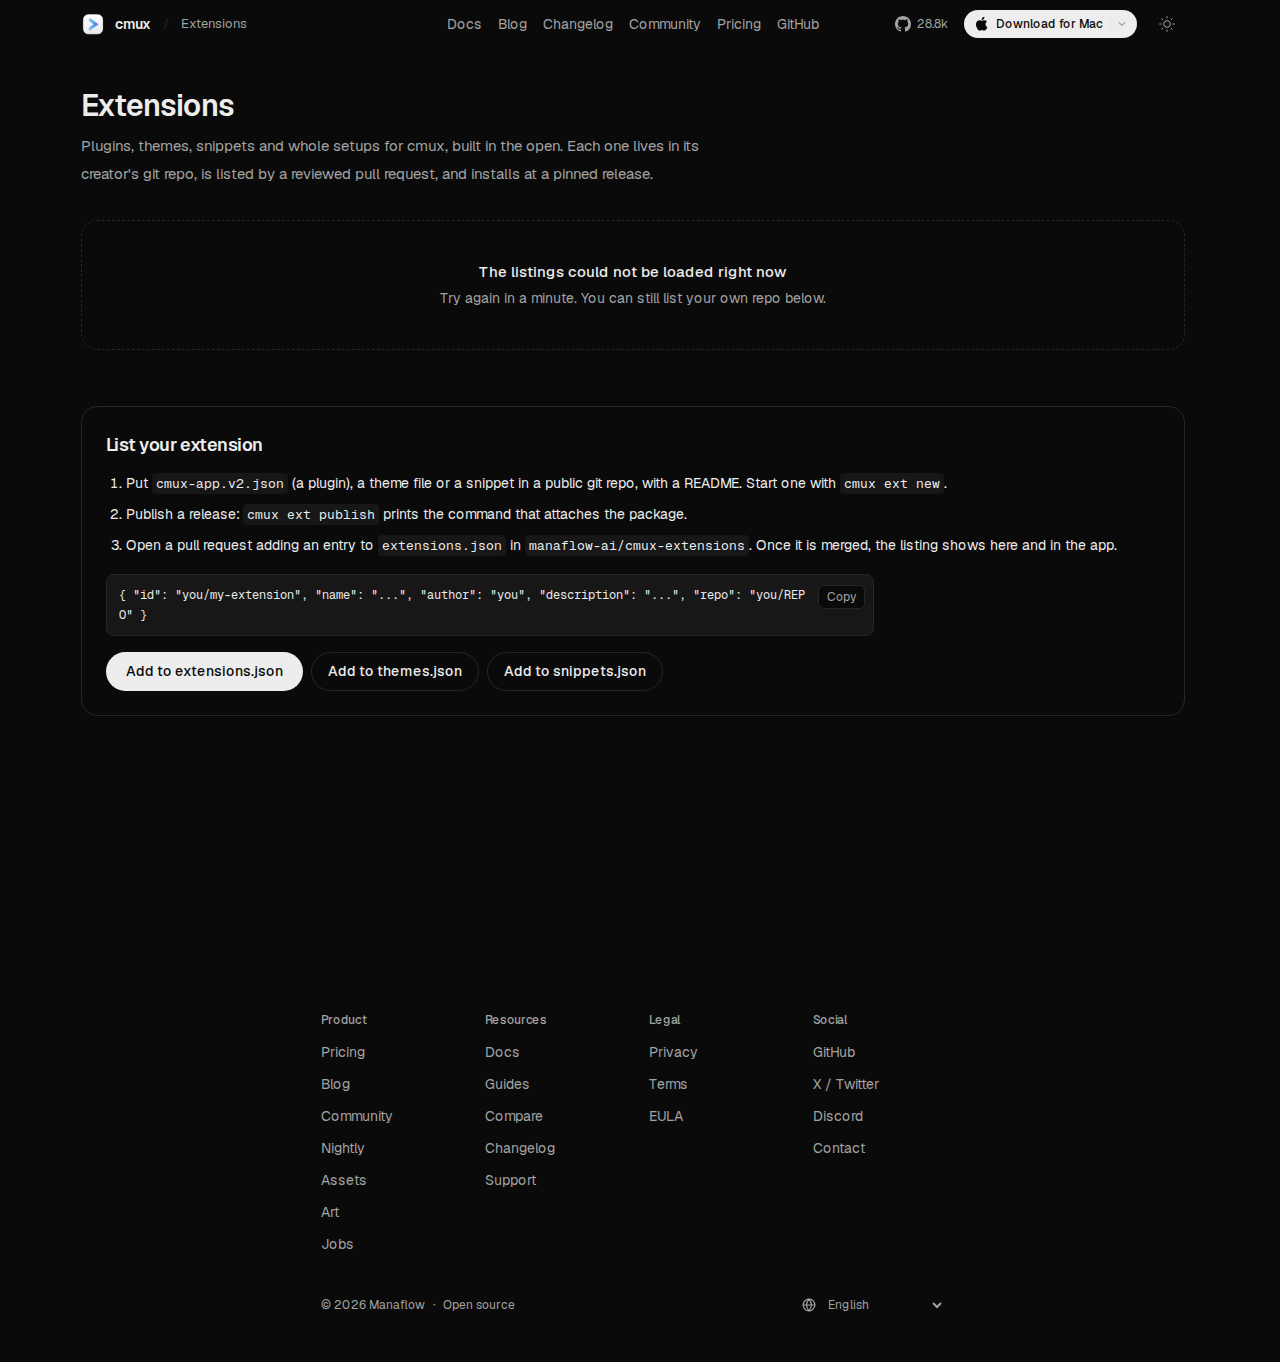 cmux / Extensions Docs Blog Changelog Community Pricing GitHub 28.8k Download for Mac
Extensions
Plugins, themes, snippets and whole setups for cmux, built in the open. Each one lives in its
creator's git repo, is listed by a reviewed pull request, and installs at a pinned release.
The listings could not be loaded right now
Try again in a minute. You can still list your own repo below.
List your extension
1. Put cmux-app.v2.json (a plugin), a theme file or a snippet in a public git repo, with a README. Start one with cmux ext new.
2. Publish a release: cmux ext publish prints the command that attaches the package.
3. Open a pull request adding an entry to extensions.json in manaflow-ai/cmux-extensions. Once it is merged, the listing shows here and in the app.
{ "id": "you/my-extension", "name": "...", "author": "you", "description": "...", "repo": "you/REP
O" }
Copy
Add to extensions.json Add to themes.json Add to snippets.json
Product Resources Legal Social
Pricing Docs Privacy GitHub
Blog Guides Terms X / Twitter
Community Compare EULA Discord
Nightly Changelog Contact
Assets Support
Art
Jobs
© 2026 Manaflow · Open source English